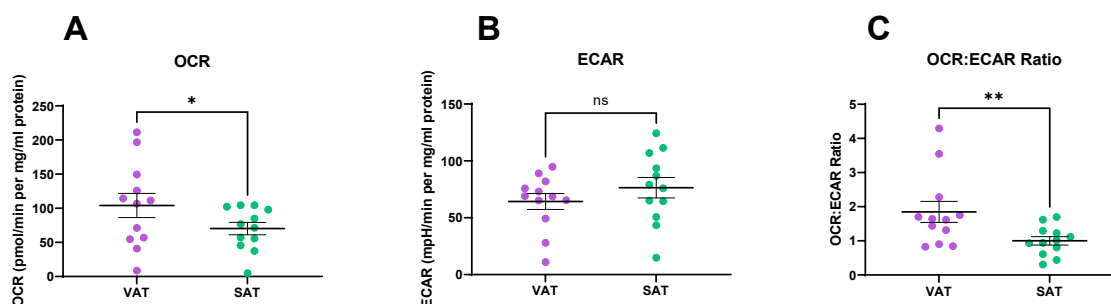 A
OCR
OCR (pmol/min per mg/ml protein)
250
200
150
100
50
0
*
VAT
SAT
B
ECAR
ECAR (mpH/min per mg/ml protein)
150
100
50
0
ns
VAT
SAT
C
OCR:ECAR Ratio
OCR:ECAR Ratio
5
4
3
2
1
0
**
VAT
SAT